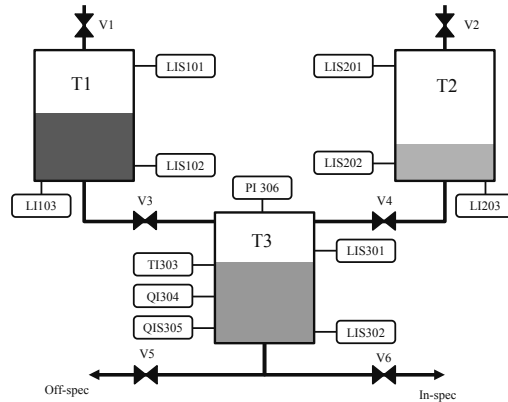 V1
V2
LIS101
LIS201
T1
T2
LIS102
LIS202
PI 306
LI103
V3
V4
LI203
T3
LIS301
TI303
QI304
QIS305
LIS302
V5
V6
Off-spec
In-spec